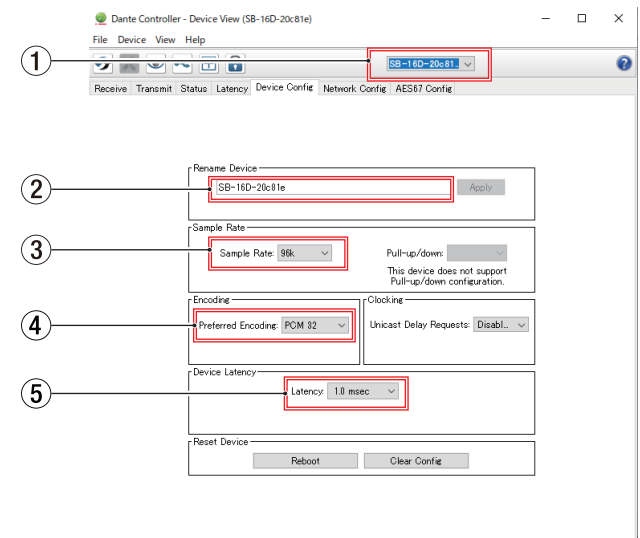 Dante Controller - Device View (SB-16D-20c81e)
File Device View Help
1
SB-16D-20c81..
?
Receive Transmit Status Latency Device Config Network Config AES67 Config
Rename Device
2
SB-16D-20c81e
Apply
Sample Rate
3
Sample Rate: 96k
Pull-up/down:
This device does not support
Pull-up/down configuration.
Encoding
Clocking
4
Preferred Encoding: PCM 32
Unicast Delay Requests: Disabl...
Device Latency
5
Latency: 1.0 msec
Reset Device
Reboot
Clear Config